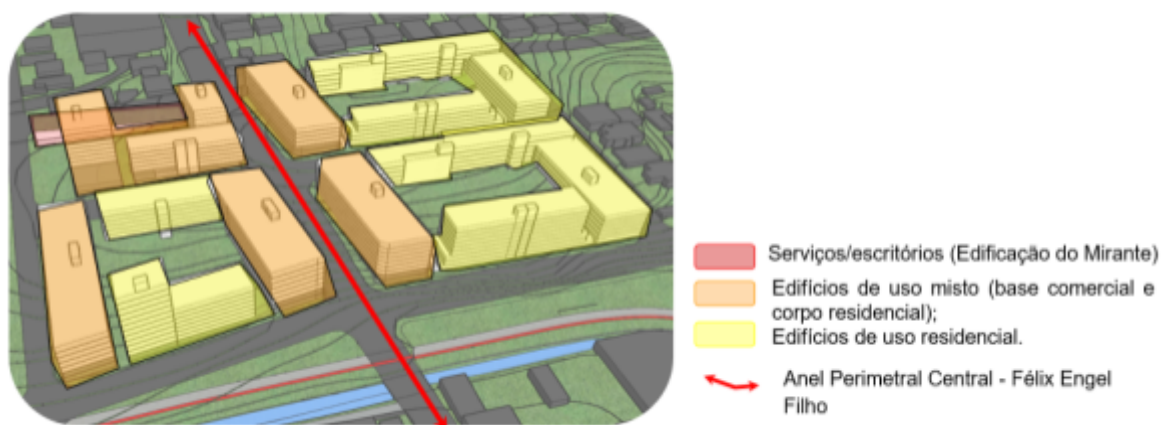 Serviços/escritórios (Edificação do Mirante)
Edifícios de uso misto (base comercial e
corpo residencial);
Edifícios de uso residencial.
Anel Perimetral Central - Félix Engel
Filho